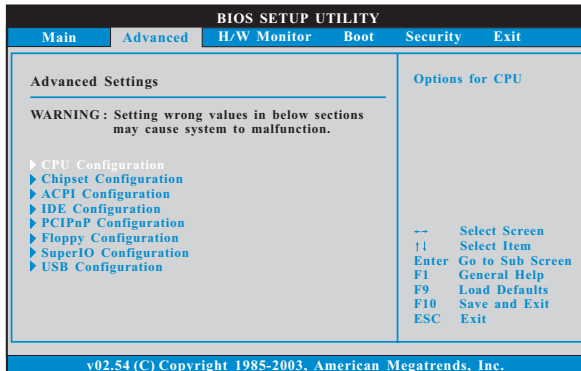 BIOS SETUP UTILITY
Main Advanced H/W Monitor Boot Security Exit
Advanced Settings
WARNING : Setting wrong values in below sections
may cause system to malfunction.
CPU Configuration
Chipset Configuration
ACPI Configuration
IDE Configuration
PCIPnP Configuration
Floppy Configuration
SuperIO Configuration
USB Configuration
Options for CPU
←→ Select Screen
↑↓ Select Item
Enter Go to Sub Screen
F1 General Help
F9 Load Defaults
F10 Save and Exit
ESC Exit
v02.54 (C) Copyright 1985-2003, American Megatrends, Inc.